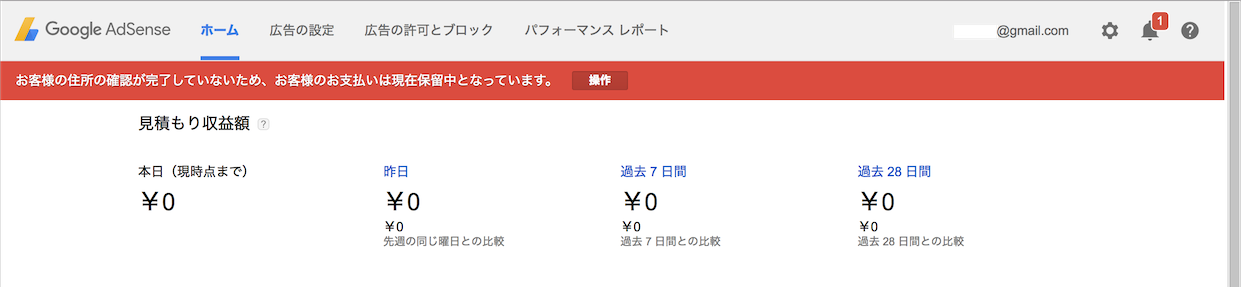 Google AdSense ホーム 広告の設定 広告の許可とブロック パフォーマンス レポート @gmail.com 1 ?
お客様の住所の確認が完了していないため、お客様のお支払いは現在保留中となっています。 操作
見積もり収益額 ?
本日（現時点まで） 昨日 過去 7 日間 過去 28 日間
¥0 ¥0 ¥0 ¥0
¥0 ¥0 ¥0
先週の同じ曜日との比較 過去 7 日間との比較 過去 28 日間との比較